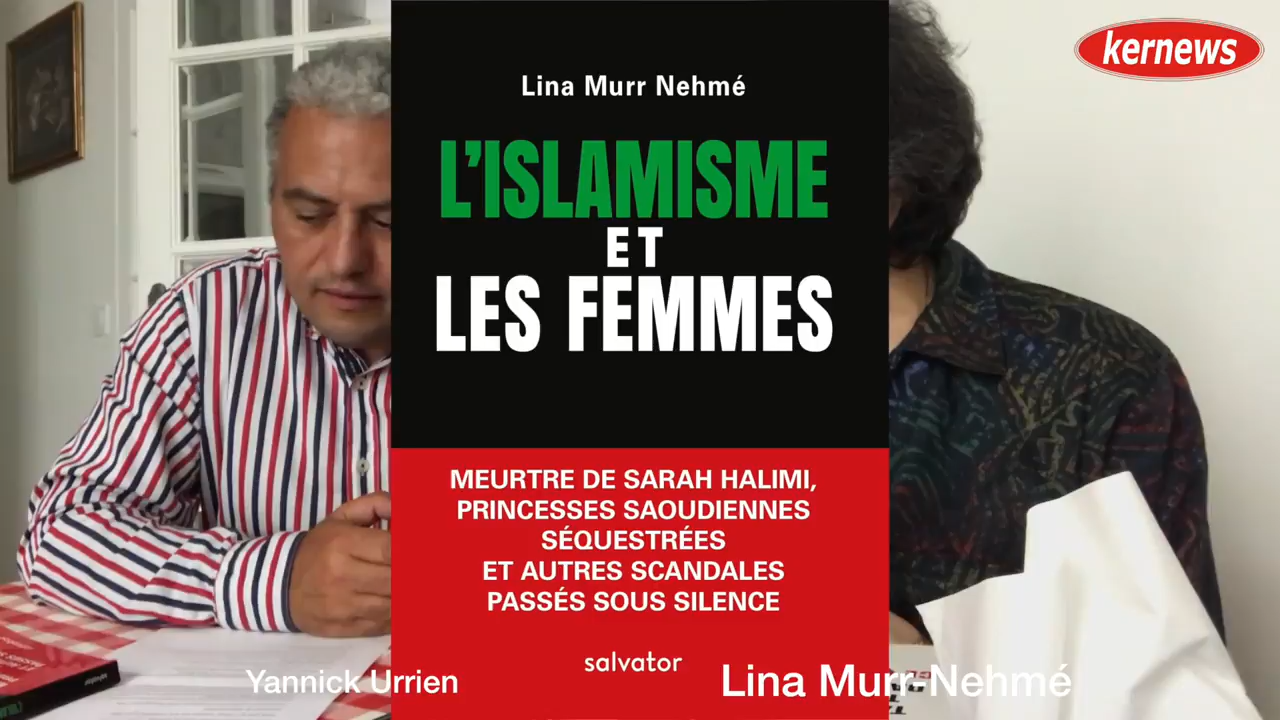 kernews
Lina Murr Nehmé
L'ISLAMISME
ET
LES FEMMES
MEURTRE DE SARAH HALIMI,
PRINCESSES SAOUDIENNES
SÉQUESTRÉES
ET AUTRES SCANDALES
PASSÉS SOUS SILENCE
salvator
Yannick Urrien
Lina Murr-Nehmé